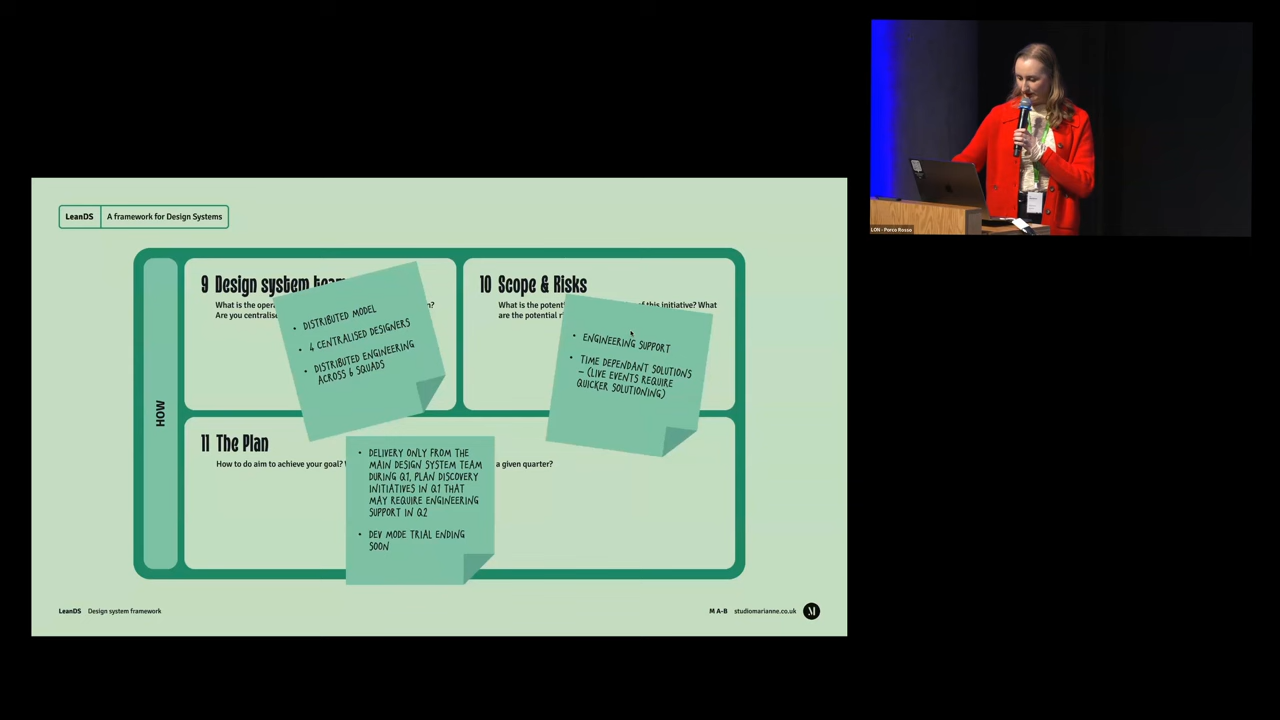 LeanDS A framework for Design Systems
HOW
9 Design system
What is the
Are you
?
• DISTRIBUTED MODEL
• 4 CENTRALISED DESIGNERS
• DISTRIBUTED ENGINEERING
ACROSS 6 SQUADS
10 Scope & Risks
What is the of this initiative? What
are the potential
• ENGINEERING SUPPORT
• TIME DEPENDANT SOLUTIONS
– (LIVE EVENTS REQUIRE
QUICKER SOLUTIONING)
11 The Plan
How to do aim to achieve your goal? a given quarter?
• DELIVERY ONLY FROM THE
MAIN DESIGN SYSTEM TEAM
DURING Q1, PLAN DISCOVERY
INITIATIVES IN Q1 THAT
MAY REQUIRE ENGINEERING
SUPPORT IN Q2
• DEV MODE TRIAL ENDING
SOON
LeanDS Design system framework
M A-B studiomarianne.co.uk M
LON - Porco Rosso